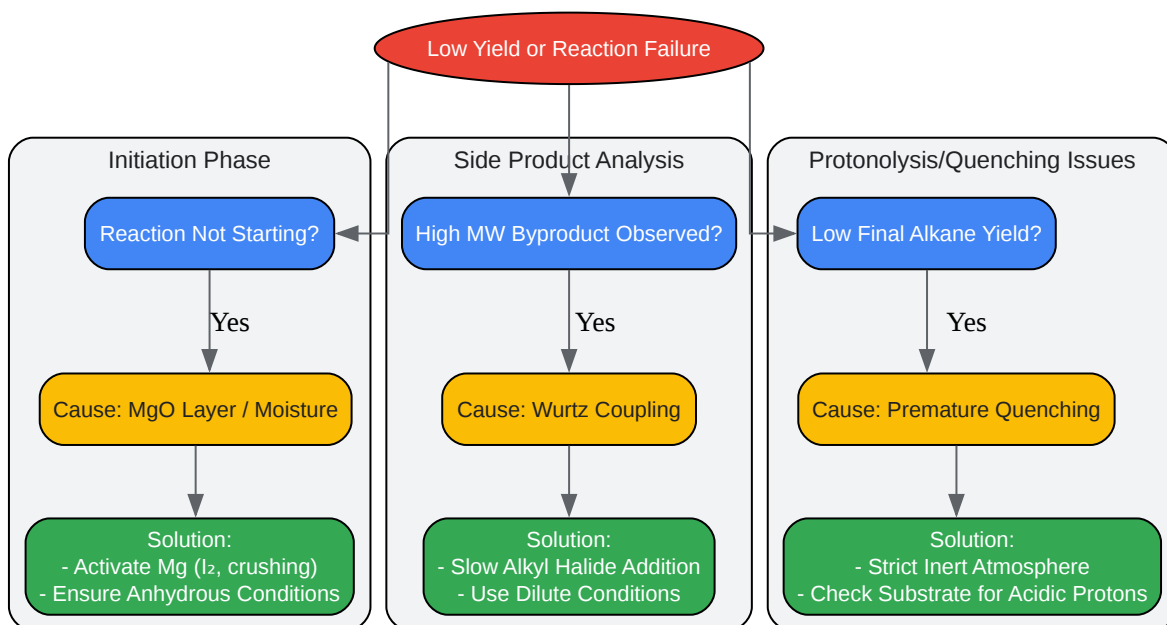 Low Yield or Reaction Failure
Initiation Phase
Side Product Analysis
Protonolysis/Quenching Issues
Reaction Not Starting?
High MW Byproduct Observed?
Low Final Alkane Yield?
Yes
Yes
Yes
Cause: MgO Layer / Moisture
Cause: Wurtz Coupling
Cause: Premature Quenching
Solution:
- Activate Mg (I₂, crushing)
- Ensure Anhydrous Conditions
Solution:
- Slow Alkyl Halide Addition
- Use Dilute Conditions
Solution:
- Strict Inert Atmosphere
- Check Substrate for Acidic Protons